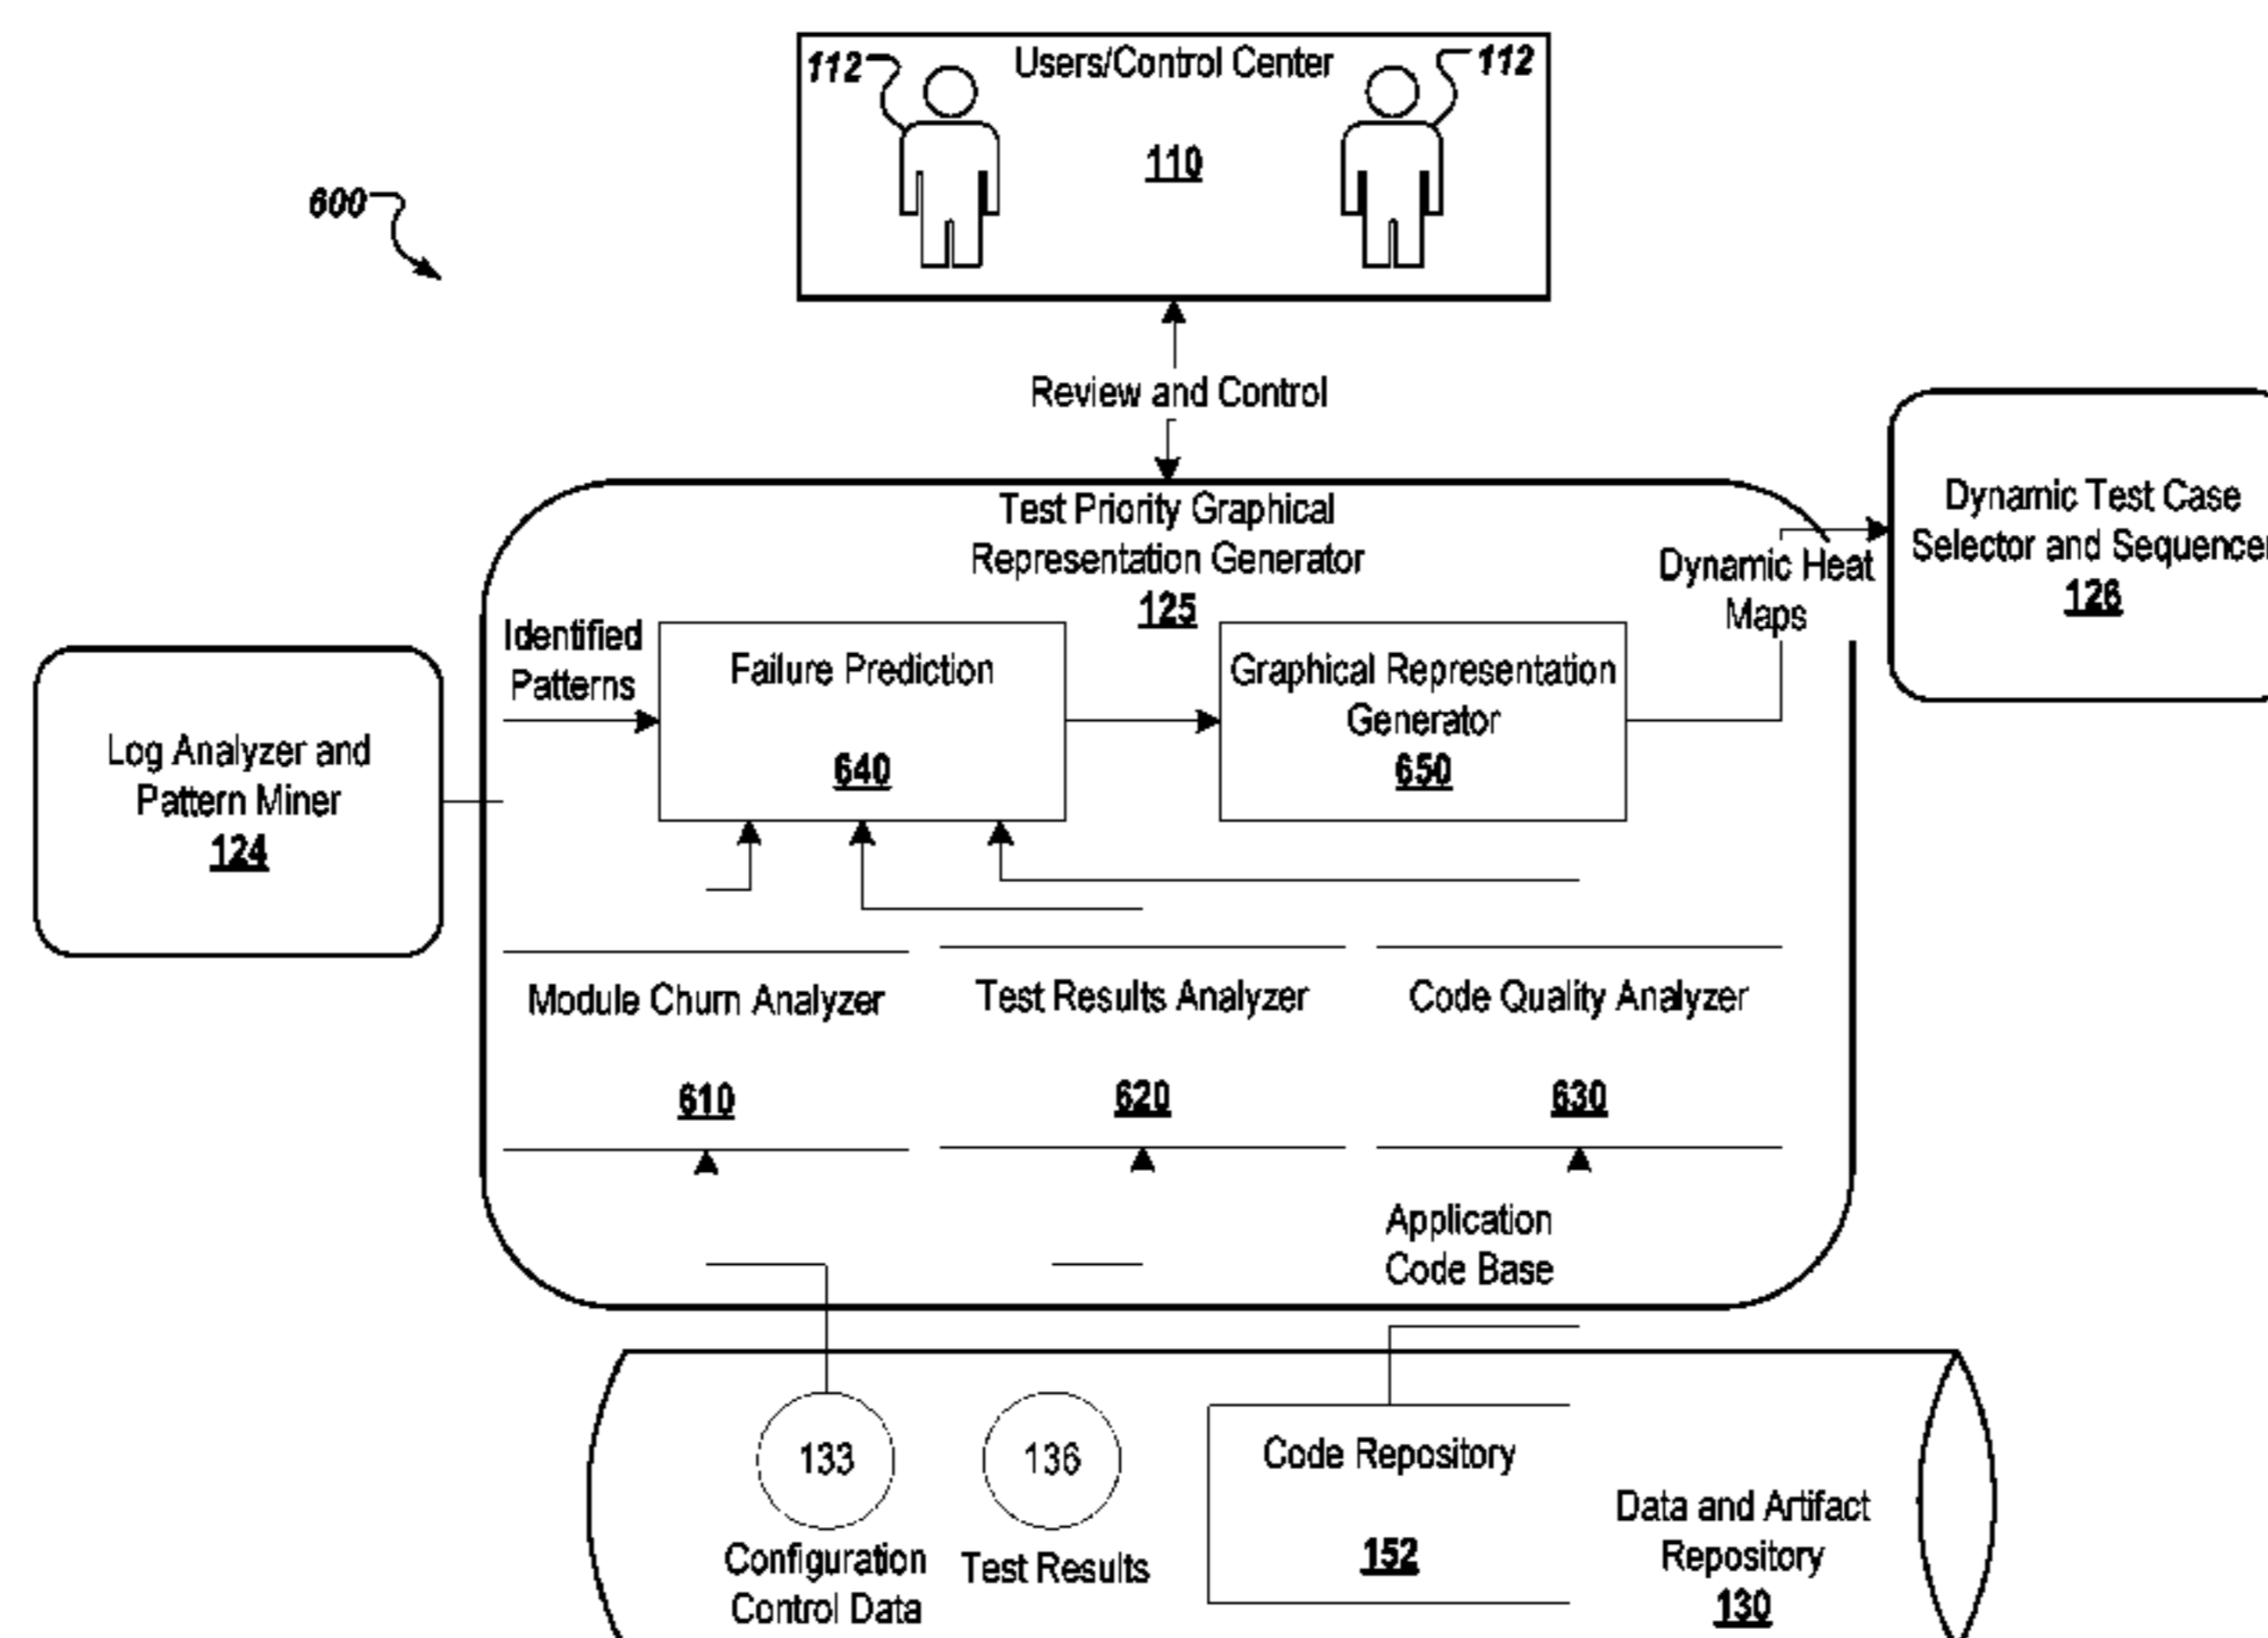 112
Users/Control Center
112
110
600
Review and Control
Test Priority Graphical
Representation Generator
125
Dynamic Test Case
Selector and Sequencer
126
Dynamic Heat
Maps
Identified
Patterns
Failure Prediction
640
Graphical Representation
Generator
650
Log Analyzer and
Pattern Miner
124
Module Churn Analyzer
610
Test Results Analyzer
620
Code Quality Analyzer
630
Application
Code Base
133
Configuration
Control Data
136
Test Results
Code Repository
152
Data and Artifact
Repository
130